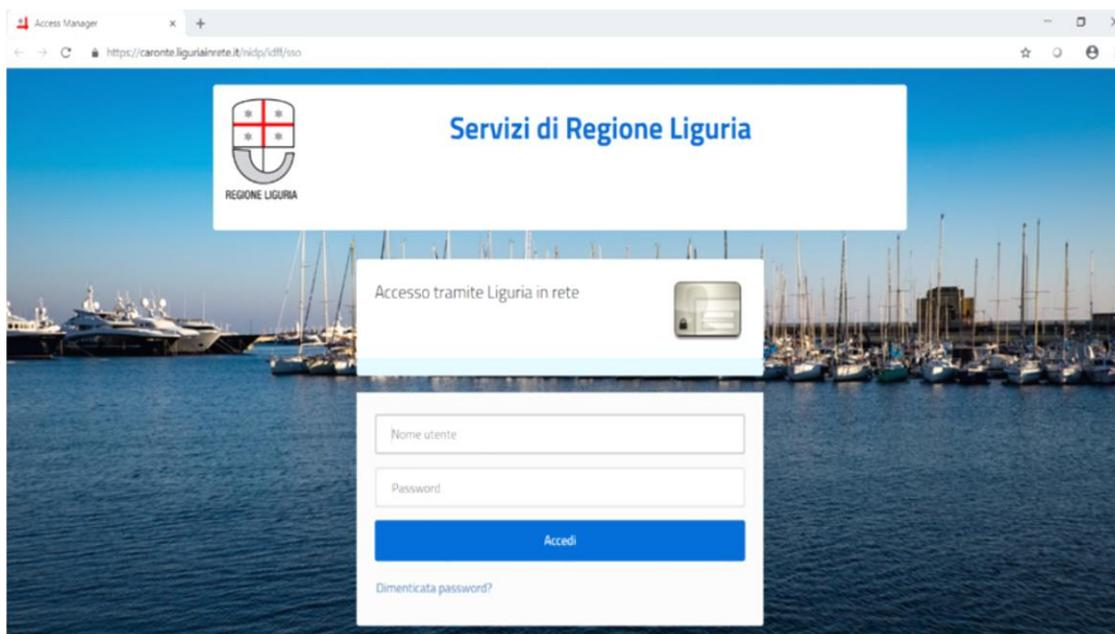 Access Manager
https://caronte.liguriainrete.it/nidp/idff/sso
Servizi di Regione Liguria
REGIONE LIGURIA
Accesso tramite Liguria in rete
Nome utente
Password
Accedi
Dimenticata password?